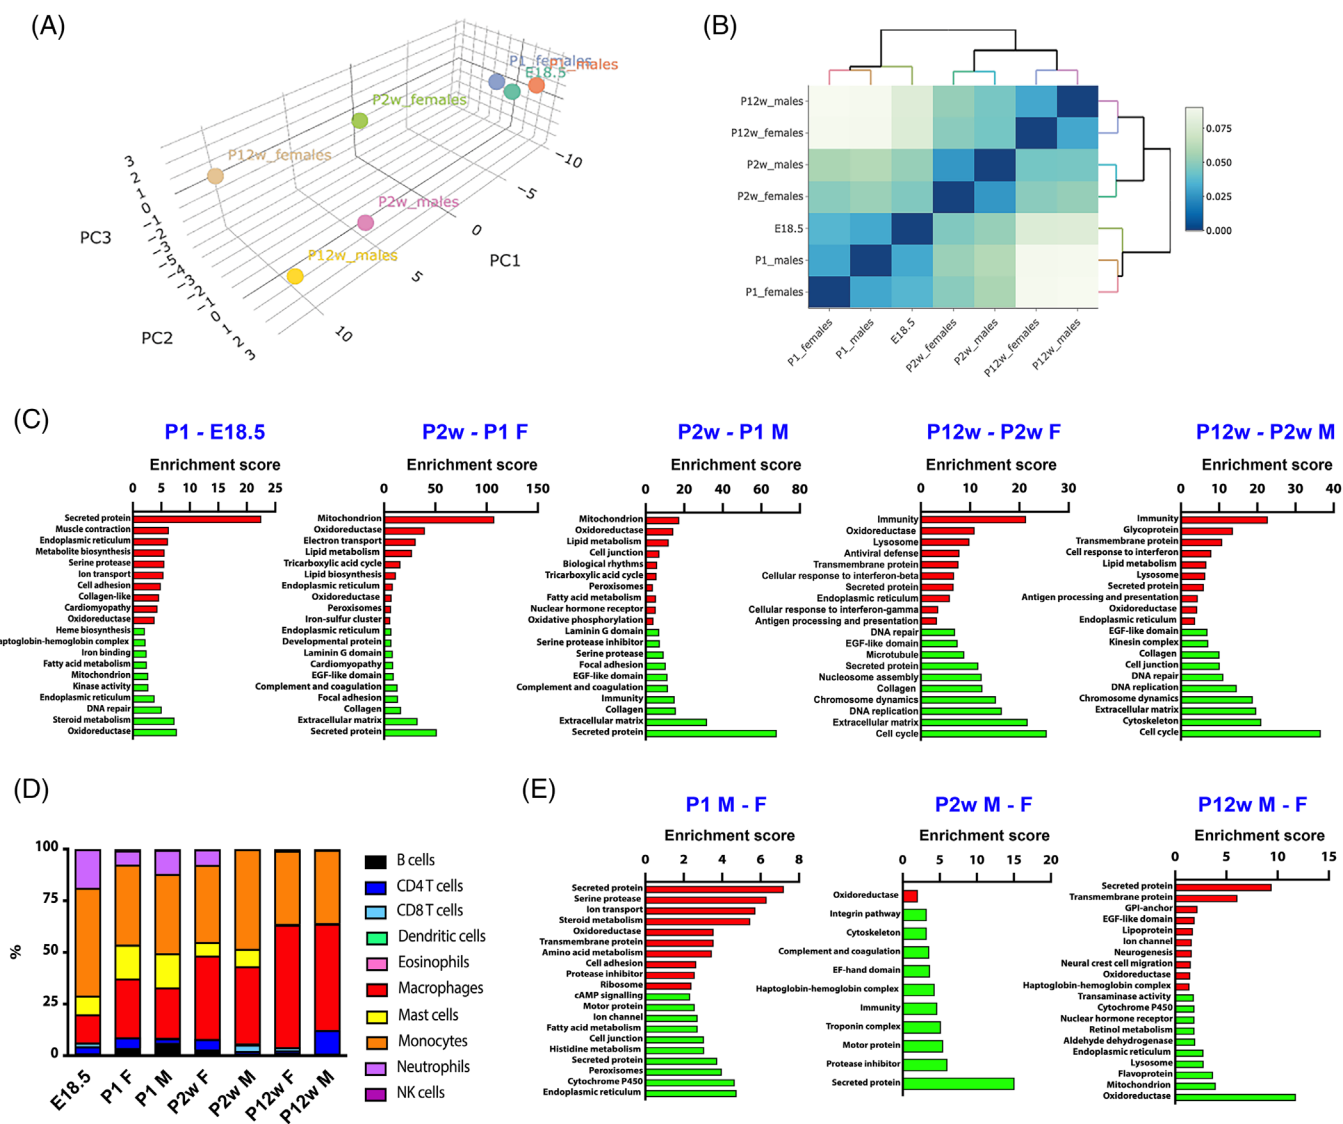 (A)
P1_females
P1_males
E18.5
P2w_females
P12w_females
P2w_males
P12w_males
-10
-5
0
5
10
PC1
PC2
PC3
(B)
P12w_males
P12w_females
P2w_males
P2w_females
E18.5
P1_males
P1_females
P1_females
P1_males
E18.5
P2w_females
P2w_males
P12w_females
P12w_males
0.075
0.050
0.025
0.000
(C)
P1 - E18.5
Enrichment score
0 5 10 15 20 25
Secreted protein
Muscle contraction
Endoplasmic reticulum
Metabolite biosynthesis
Serine protease
Ion transport
Cell adhesion
Collagen-like
Cardiomyopathy
Oxidoreductase
Heme biosynthesis
aptoglobin-hemoglobin complex
Iron binding
Fatty acid metabolism
Mitochondrion
Kinase activity
Endoplasmic reticulum
DNA repair
Steroid metabolism
Oxidoreductase
P2w - P1 F
Enrichment score
0 50 100 150
Mitochondrion
Oxidoreductase
Electron transport
Lipid metabolism
Tricarboxylic acid cycle
Lipid biosynthesis
Endoplasmic reticulum
Oxidoreductase
Peroxisomes
Iron-sulfur cluster
Endoplasmic reticulum
Developmental protein
Laminin G domain
Cardiomyopathy
EGF-like domain
Complement and coagulation
Focal adhesion
Collagen
Extracellular matrix
Secreted protein
P2w - P1 M
Enrichment score
0 20 40 60 80
Mitochondrion
Oxidoreductase
Lipid metabolism
Cell junction
Biological rhythms
Tricarboxylic acid cycle
Peroxisomes
Fatty acid metabolism
Nuclear hormone receptor
Oxidative phosphorylation
Laminin G domain
Serine protease inhibitor
Serine protease
Focal adhesion
EGF-like domain
Complement and coagulation
Immunity
Collagen
Extracellular matrix
Secreted protein
P12w - P2w F
Enrichment score
0 10 20 30
Immunity
Oxidoreductase
Lysosome
Antiviral defense
Transmembrane protein
Cellular response to interferon-beta
Secreted protein
Endoplasmic reticulum
Cellular response to interferon-gamma
Antigen processing and presentation
DNA repair
EGF-like domain
Microtubule
Secreted protein
Nucleosome assembly
Collagen
Chromosome dynamics
DNA replication
Extracellular matrix
Cell cycle
P12w - P2w M
Enrichment score
0 10 20 30 40
Immunity
Glycoprotein
Transmembrane protein
Cell response to interferon
Lipid metabolism
Lysosome
Secreted protein
Antigen processing and presentation
Oxidoreductase
Endoplasmic reticulum
EGF-like domain
Kinesin complex
Collagen
Cell junction
DNA repair
DNA replication
Chromosome dynamics
Extracellular matrix
Cytoskeleton
Cell cycle
(D)
%
100
75
50
25
0
E18.5
P1 F
P1 M
P2w F
P2w M
P12w F
P12w M
B cells
CD4 T cells
CD8 T cells
Dendritic cells
Eosinophils
Macrophages
Mast cells
Monocytes
Neutrophils
NK cells
(E)
P1 M - F
Enrichment score
0 2 4 6 8
Secreted protein
Serine protease
Ion transport
Steroid metabolism
Oxidoreductase
Transmembrane protein
Amino acid metabolism
Cell adhesion
Protease inhibitor
Ribosome
cAMP signalling
Motor protein
Ion channel
Fatty acid metabolism
Cell junction
Histidine metabolism
Secreted protein
Peroxisomes
Cytochrome P450
Endoplasmic reticulum
P2w M - F
Enrichment score
0 5 10 15 20
Oxidoreductase
Integrin pathway
Cytoskeleton
Complement and coagulation
EF-hand domain
Haptoglobin-hemoglobin complex
Immunity
Troponin complex
Motor protein
Protease inhibitor
Secreted protein
P12w M - F
Enrichment score
0 5 10 15
Secreted protein
Transmembrane protein
GPI-anchor
EGF-like domain
Lipoprotein
Ion channel
Neurogenesis
Neural crest cell migration
Oxidoreductase
Haptoglobin-hemoglobin complex
Transaminase activity
Cytochrome P450
Nuclear hormone receptor
Retinol metabolism
Aldehyde dehydrogenase
Endoplasmic reticulum
Lysosome
Flavoprotein
Mitochondrion
Oxidoreductase